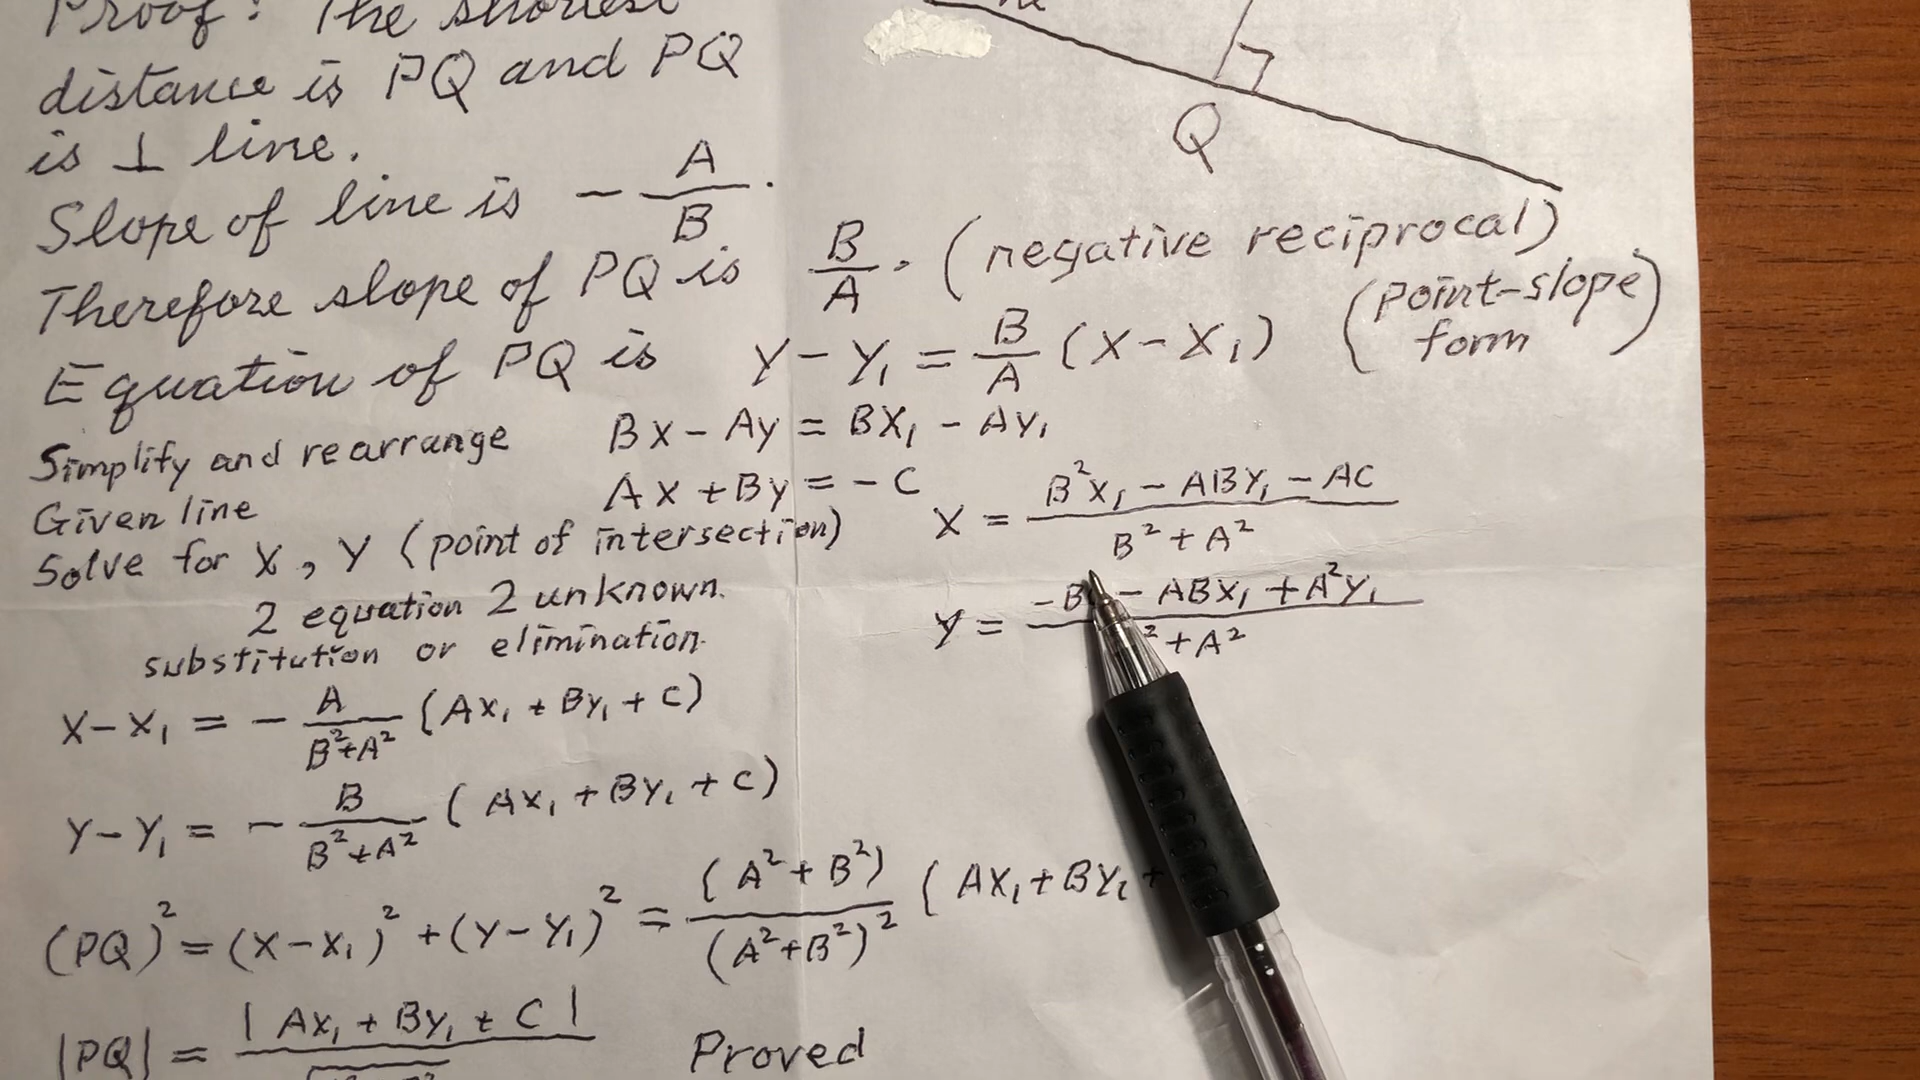 Proof: The shortest
distance is PQ and PQ
is ⊥ line.
Q
Slope of line is - A/B.
Therefore slope of PQ is B/A. (negative reciprocal)
Equation of PQ is Y - Y₁ = B/A (X - X₁) (point-slope form)
Simplify and rearrange Bx - Ay = BX₁ - AY₁
Given line Ax + By = - C
Solve for X, Y (point of intersection) X = (B²X₁ - ABY₁ - AC)/(B² + A²)
2 equation 2 unknown.
substitution or elimination.
Y = (-B - ABX₁ + A²Y₁)/(² + A²)
X - X₁ = - A/(B² + A²) (AX₁ + BY₁ + C)
Y - Y₁ = - B/(B² + A²) (AX₁ + BY₁ + C)
(PQ)² = (X - X₁)² + (Y - Y₁)² = (A² + B²)/(A² + B²)² (AX₁ + BY₁ +
|PQ| = |AX₁ + BY₁ + C| Proved